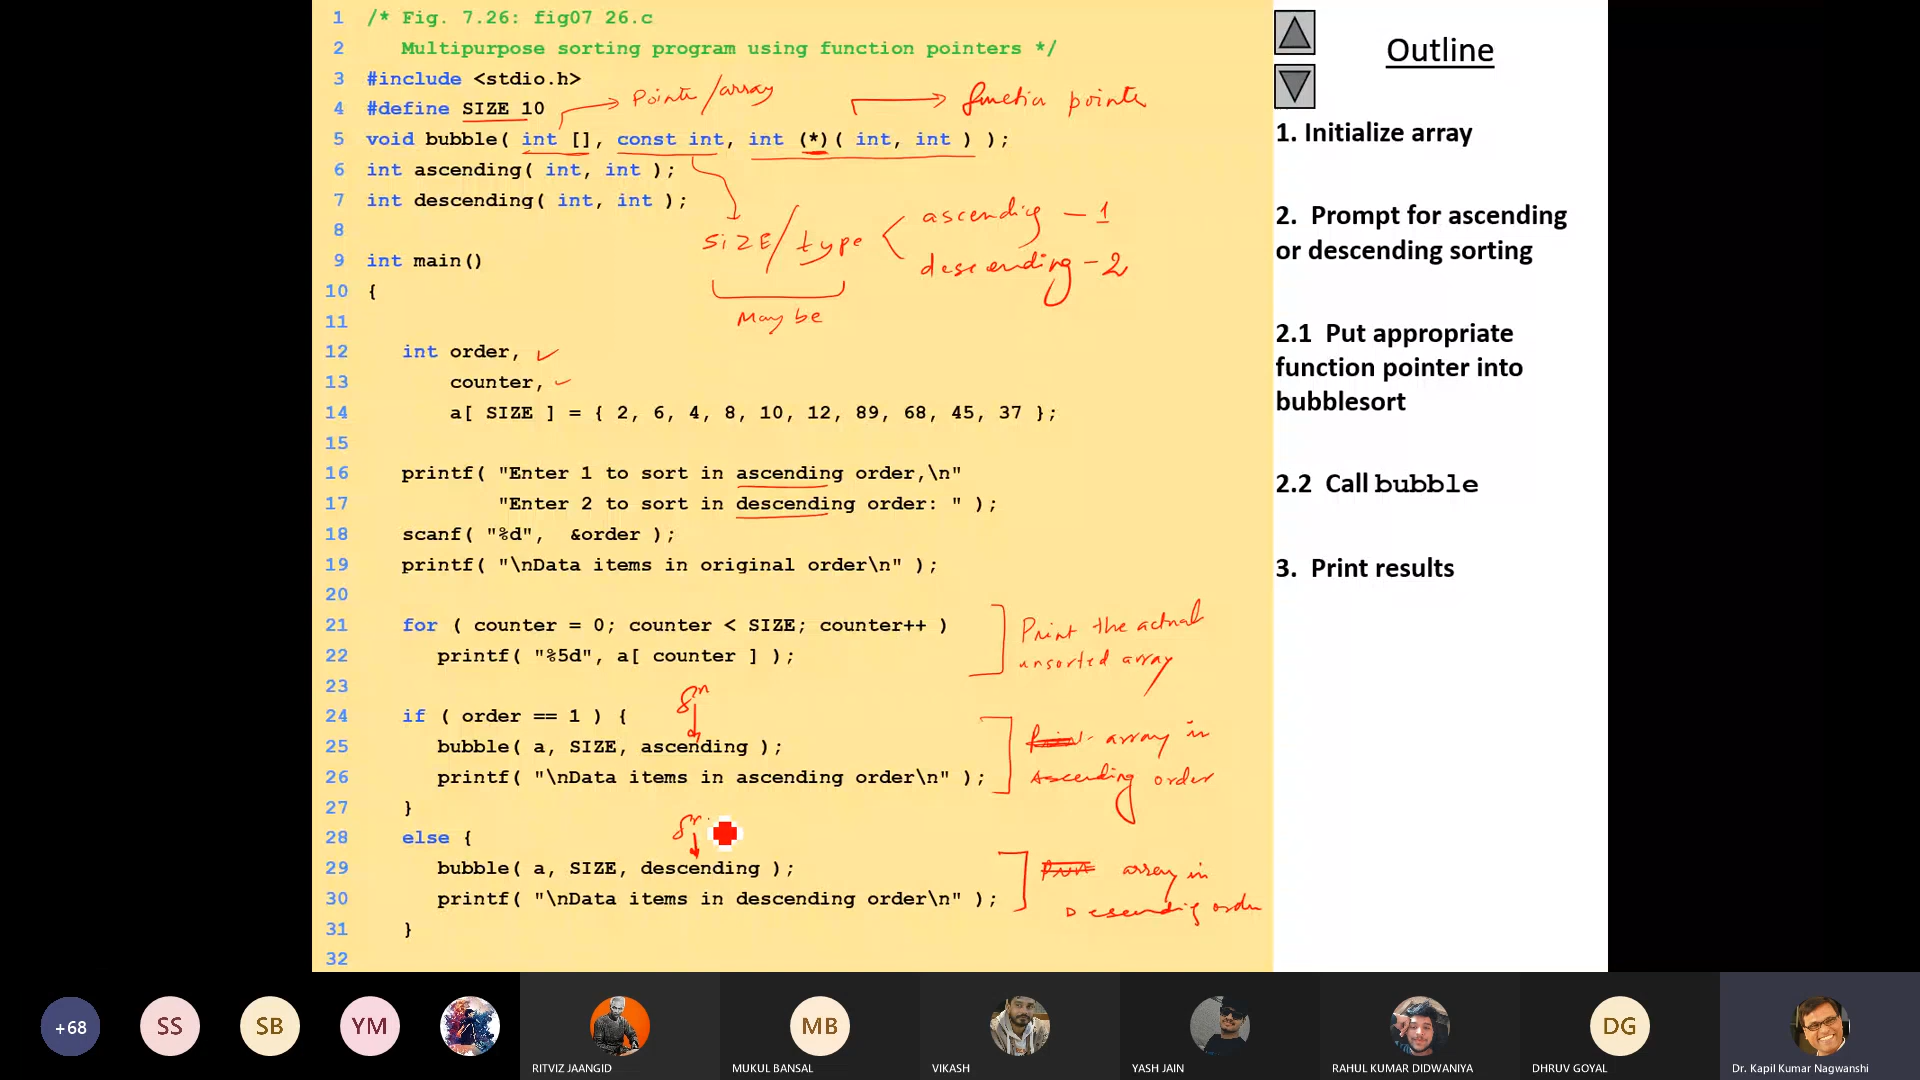 1 /* Fig. 7.26: fig07 26.c
2 Multipurpose sorting program using function pointers */
3 #include <stdio.h>
4 #define SIZE 10
Pointe/array
function pointe
5 void bubble( int [], const int, int (*)( int, int ) );
6 int ascending( int, int );
7 int descending( int, int );
SIZE/type
ascending - 1
descending - 2
May be
8
9 int main()
10 {
11
12 int order,
13 counter,
14 a[ SIZE ] = { 2, 6, 4, 8, 10, 12, 89, 68, 45, 37 };
15
16 printf( "Enter 1 to sort in ascending order,\n"
17 "Enter 2 to sort in descending order: " );
18 scanf( "%d",  &order );
19 printf( "\nData items in original order\n" );
20
21 for ( counter = 0; counter < SIZE; counter++ )
22 printf( "%5d", a[ counter ] );
Print the actual
unsorted array
23
24 if ( order == 1 ) {
25 bubble( a, SIZE, ascending );
26 printf( "\nData items in ascending order\n" );
array in
Ascending order
27 }
28 else {
29 bubble( a, SIZE, descending );
30 printf( "\nData items in descending order\n" );
array in
Descending order
31 }
32
Outline
1. Initialize array
2. Prompt for ascending
or descending sorting
2.1 Put appropriate
function pointer into
bubblesort
2.2 Call bubble
3. Print results
+68
SS
SB
YM
RITVIZ JAANGID
MB
MUKUL BANSAL
VIKASH
YASH JAIN
RAHUL KUMAR DIDWANIYA
DG
DHRUV GOYAL
Dr. Kapil Kumar Nagwanshi